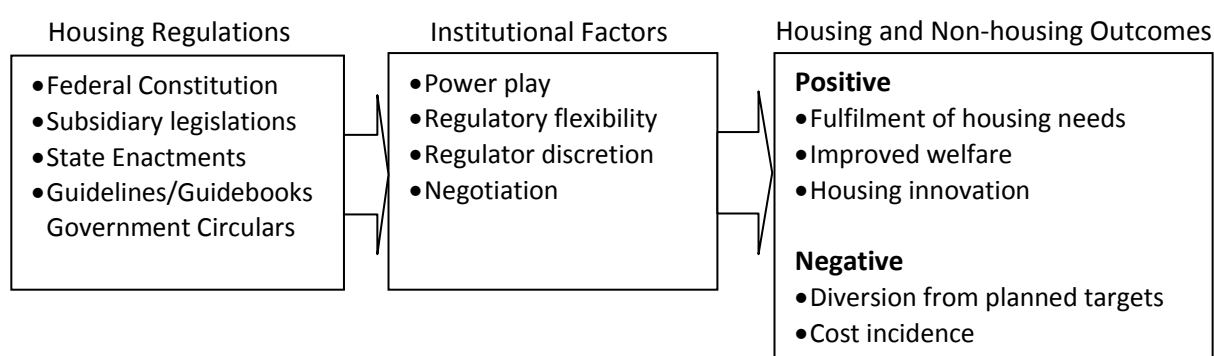 Housing Regulations
•Federal Constitution
•Subsidiary legislations
•State Enactments
•Guidelines/Guidebooks
Government Circulars
Institutional Factors
•Power play
•Regulatory flexibility
•Regulator discretion
•Negotiation
Housing and Non-housing Outcomes
Positive
•Fulfilment of housing needs
•Improved welfare
•Housing innovation
Negative
•Diversion from planned targets
•Cost incidence